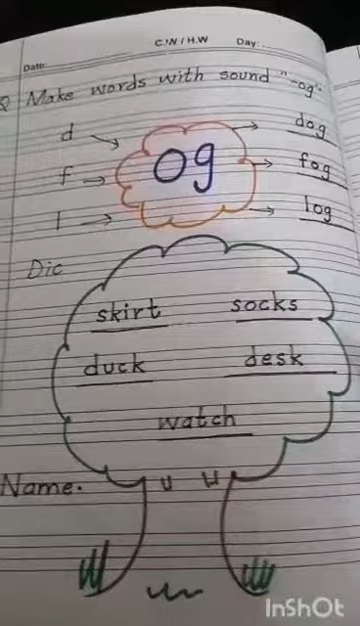 C.W / H.W Day:
Date:
Q Make words with sound "-og".
d og dog
f fog
l log
Dic
skirt socks
duck desk
watch
Name.
InShOt